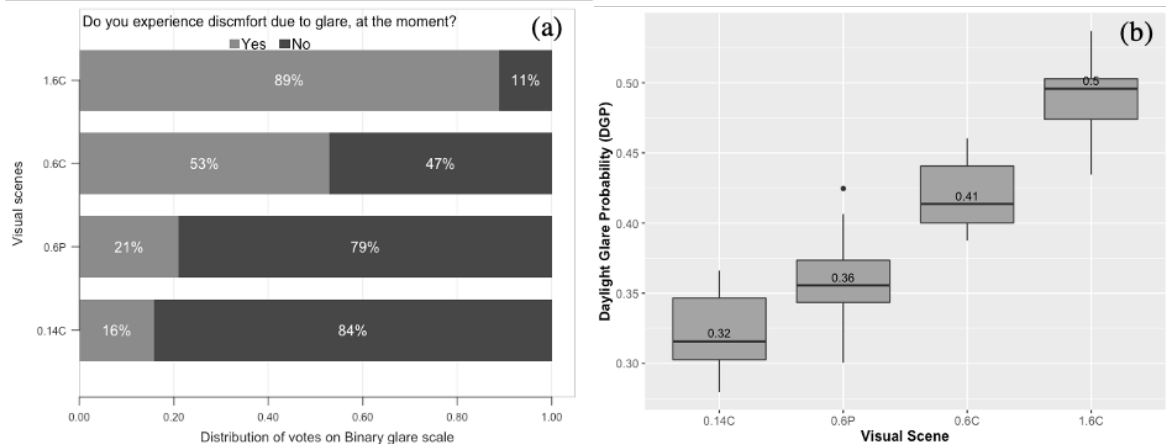 Do you experience discmfort due to glare, at the moment?
(a)
Yes No
1.6C
89% 11%
0.6C
53% 47%
0.6P
21% 79%
0.14C
16% 84%
Visual scenes
0.00 0.20 0.40 0.60 0.80 1.00
Distribution of votes on Binary glare scale
(b)
Daylight Glare Probability (DGP)
0.50
0.45
0.40
0.35
0.30
0.5
0.41
0.36
0.32
0.14C 0.6P 0.6C 1.6C
Visual Scene